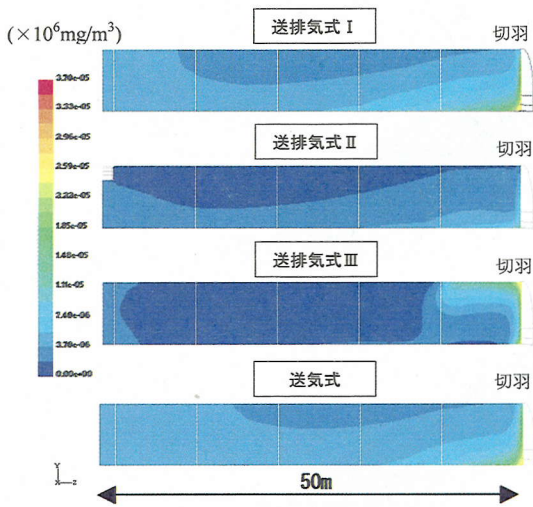 (×10⁶mg/m³)
送排気式Ⅰ
切羽
3.70e-05
3.33e-05
2.96e-05
2.59e-05
2.22e-05
1.85e-05
1.48e-05
1.11e-05
3.70e-06
0.00e+00
送排気式Ⅱ
切羽
送排気式Ⅲ
切羽
送気式
切羽
Y
z
50m